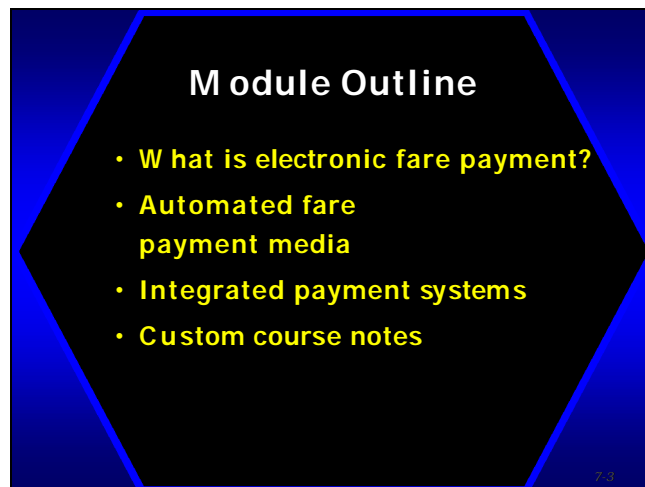 Module Outline
• What is electronic fare payment?
• Automated fare
payment media
• Integrated payment systems
• Custom course notes
7-3